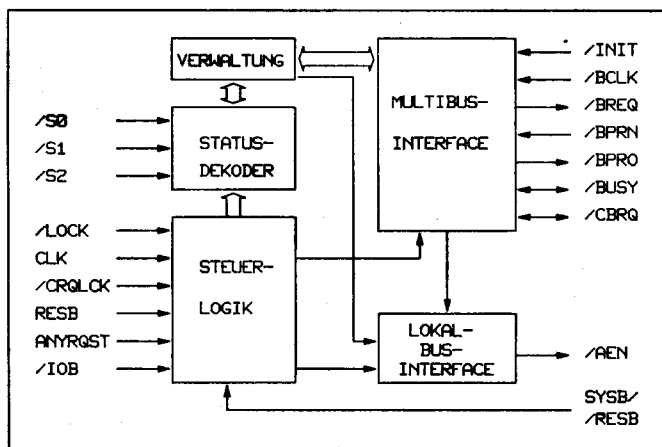 VERWALTUNG
/S0
/S1
/S2
STATUS-
DEKODER
/LOCK
CLK
/CRQLCK
RESB
ANYRQST
/IOB
STEUER-
LOGIK
MULTIBUS-
INTERFACE
/INIT
/BCLK
/BREQ
/BPRN
/BPRO
/BUSY
/CBRQ
LOKAL-
BUS-
INTERFACE
/AEN
SYSB/
/RESB